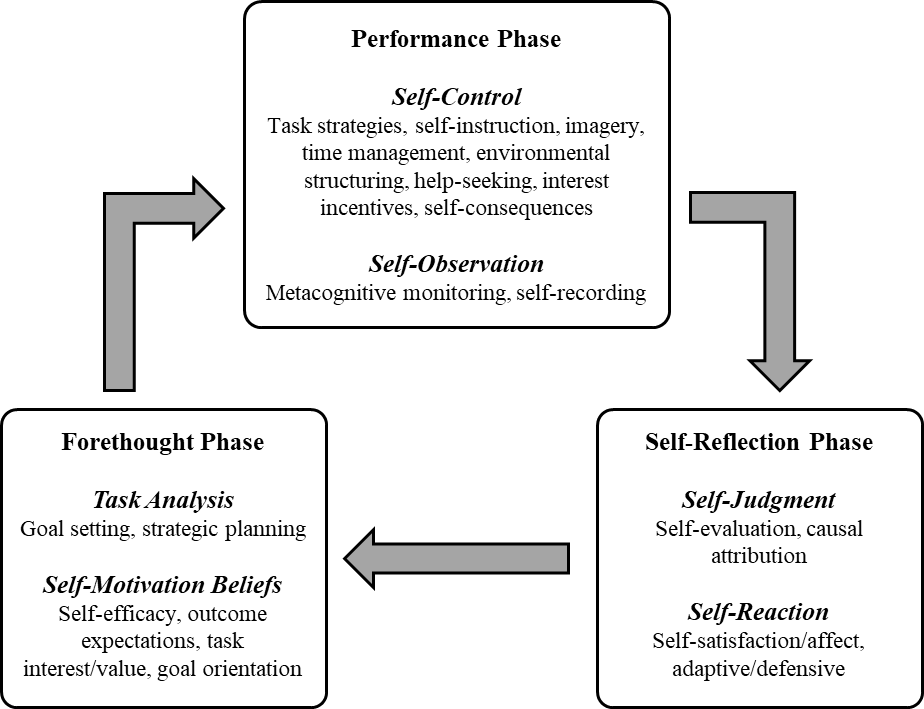 Performance Phase
Self-Control
Task strategies, self-instruction, imagery,
time management, environmental
structuring, help-seeking, interest
incentives, self-consequences
Self-Observation
Metacognitive monitoring, self-recording
Forethought Phase
Task Analysis
Goal setting, strategic planning
Self-Motivation Beliefs
Self-efficacy, outcome
expectations, task
interest/value, goal orientation
Self-Reflection Phase
Self-Judgment
Self-evaluation, causal
attribution
Self-Reaction
Self-satisfaction/affect,
adaptive/defensive